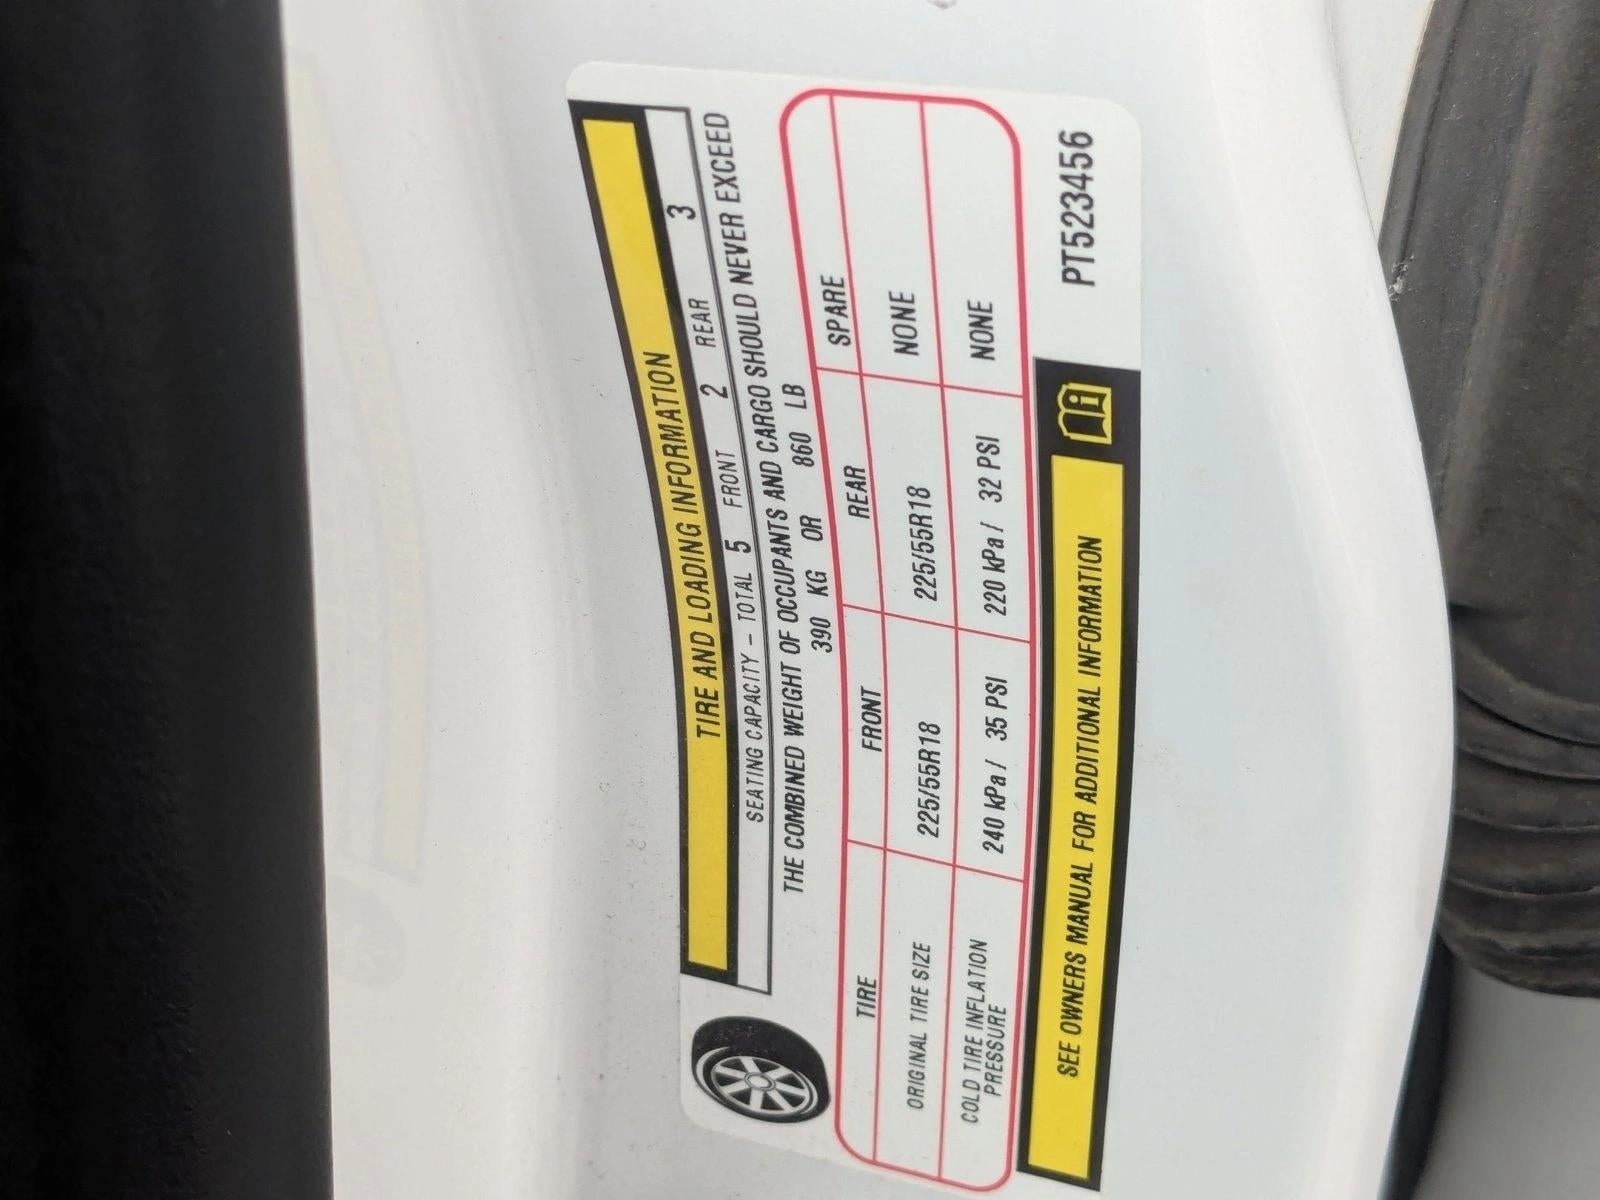 TIRE AND LOADING INFORMATION
SEATING CAPACITY - TOTAL 5 FRONT 2 REAR 3
THE COMBINED WEIGHT OF OCCUPANTS AND CARGO SHOULD NEVER EXCEED
390 KG OR 860 LB
TIRE FRONT REAR SPARE
ORIGINAL TIRE SIZE 225/55R18 225/55R18 NONE
COLD TIRE INFLATION
PRESSURE 240 kPa / 35 PSI 220 kPa / 32 PSI NONE
SEE OWNERS MANUAL FOR ADDITIONAL INFORMATION
PT523456